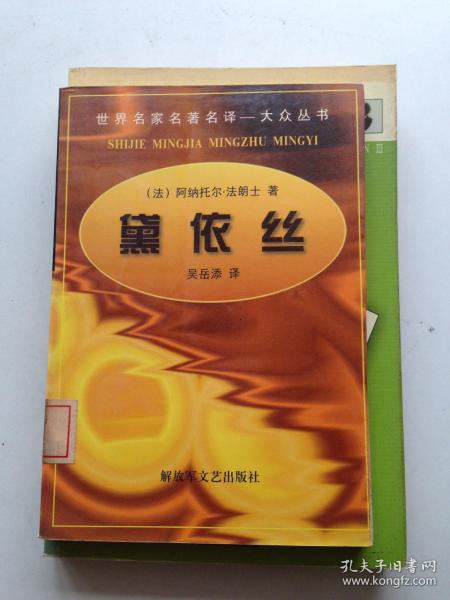 世界名家名著名译—大众丛书
SHIJIE MINGJIA MINGZHU MINGYI
(法) 阿纳托尔·法朗士 著
黛依丝
吴岳添 译
解放军文艺出版社
N III
孔夫子旧书网
www.kongfz.com